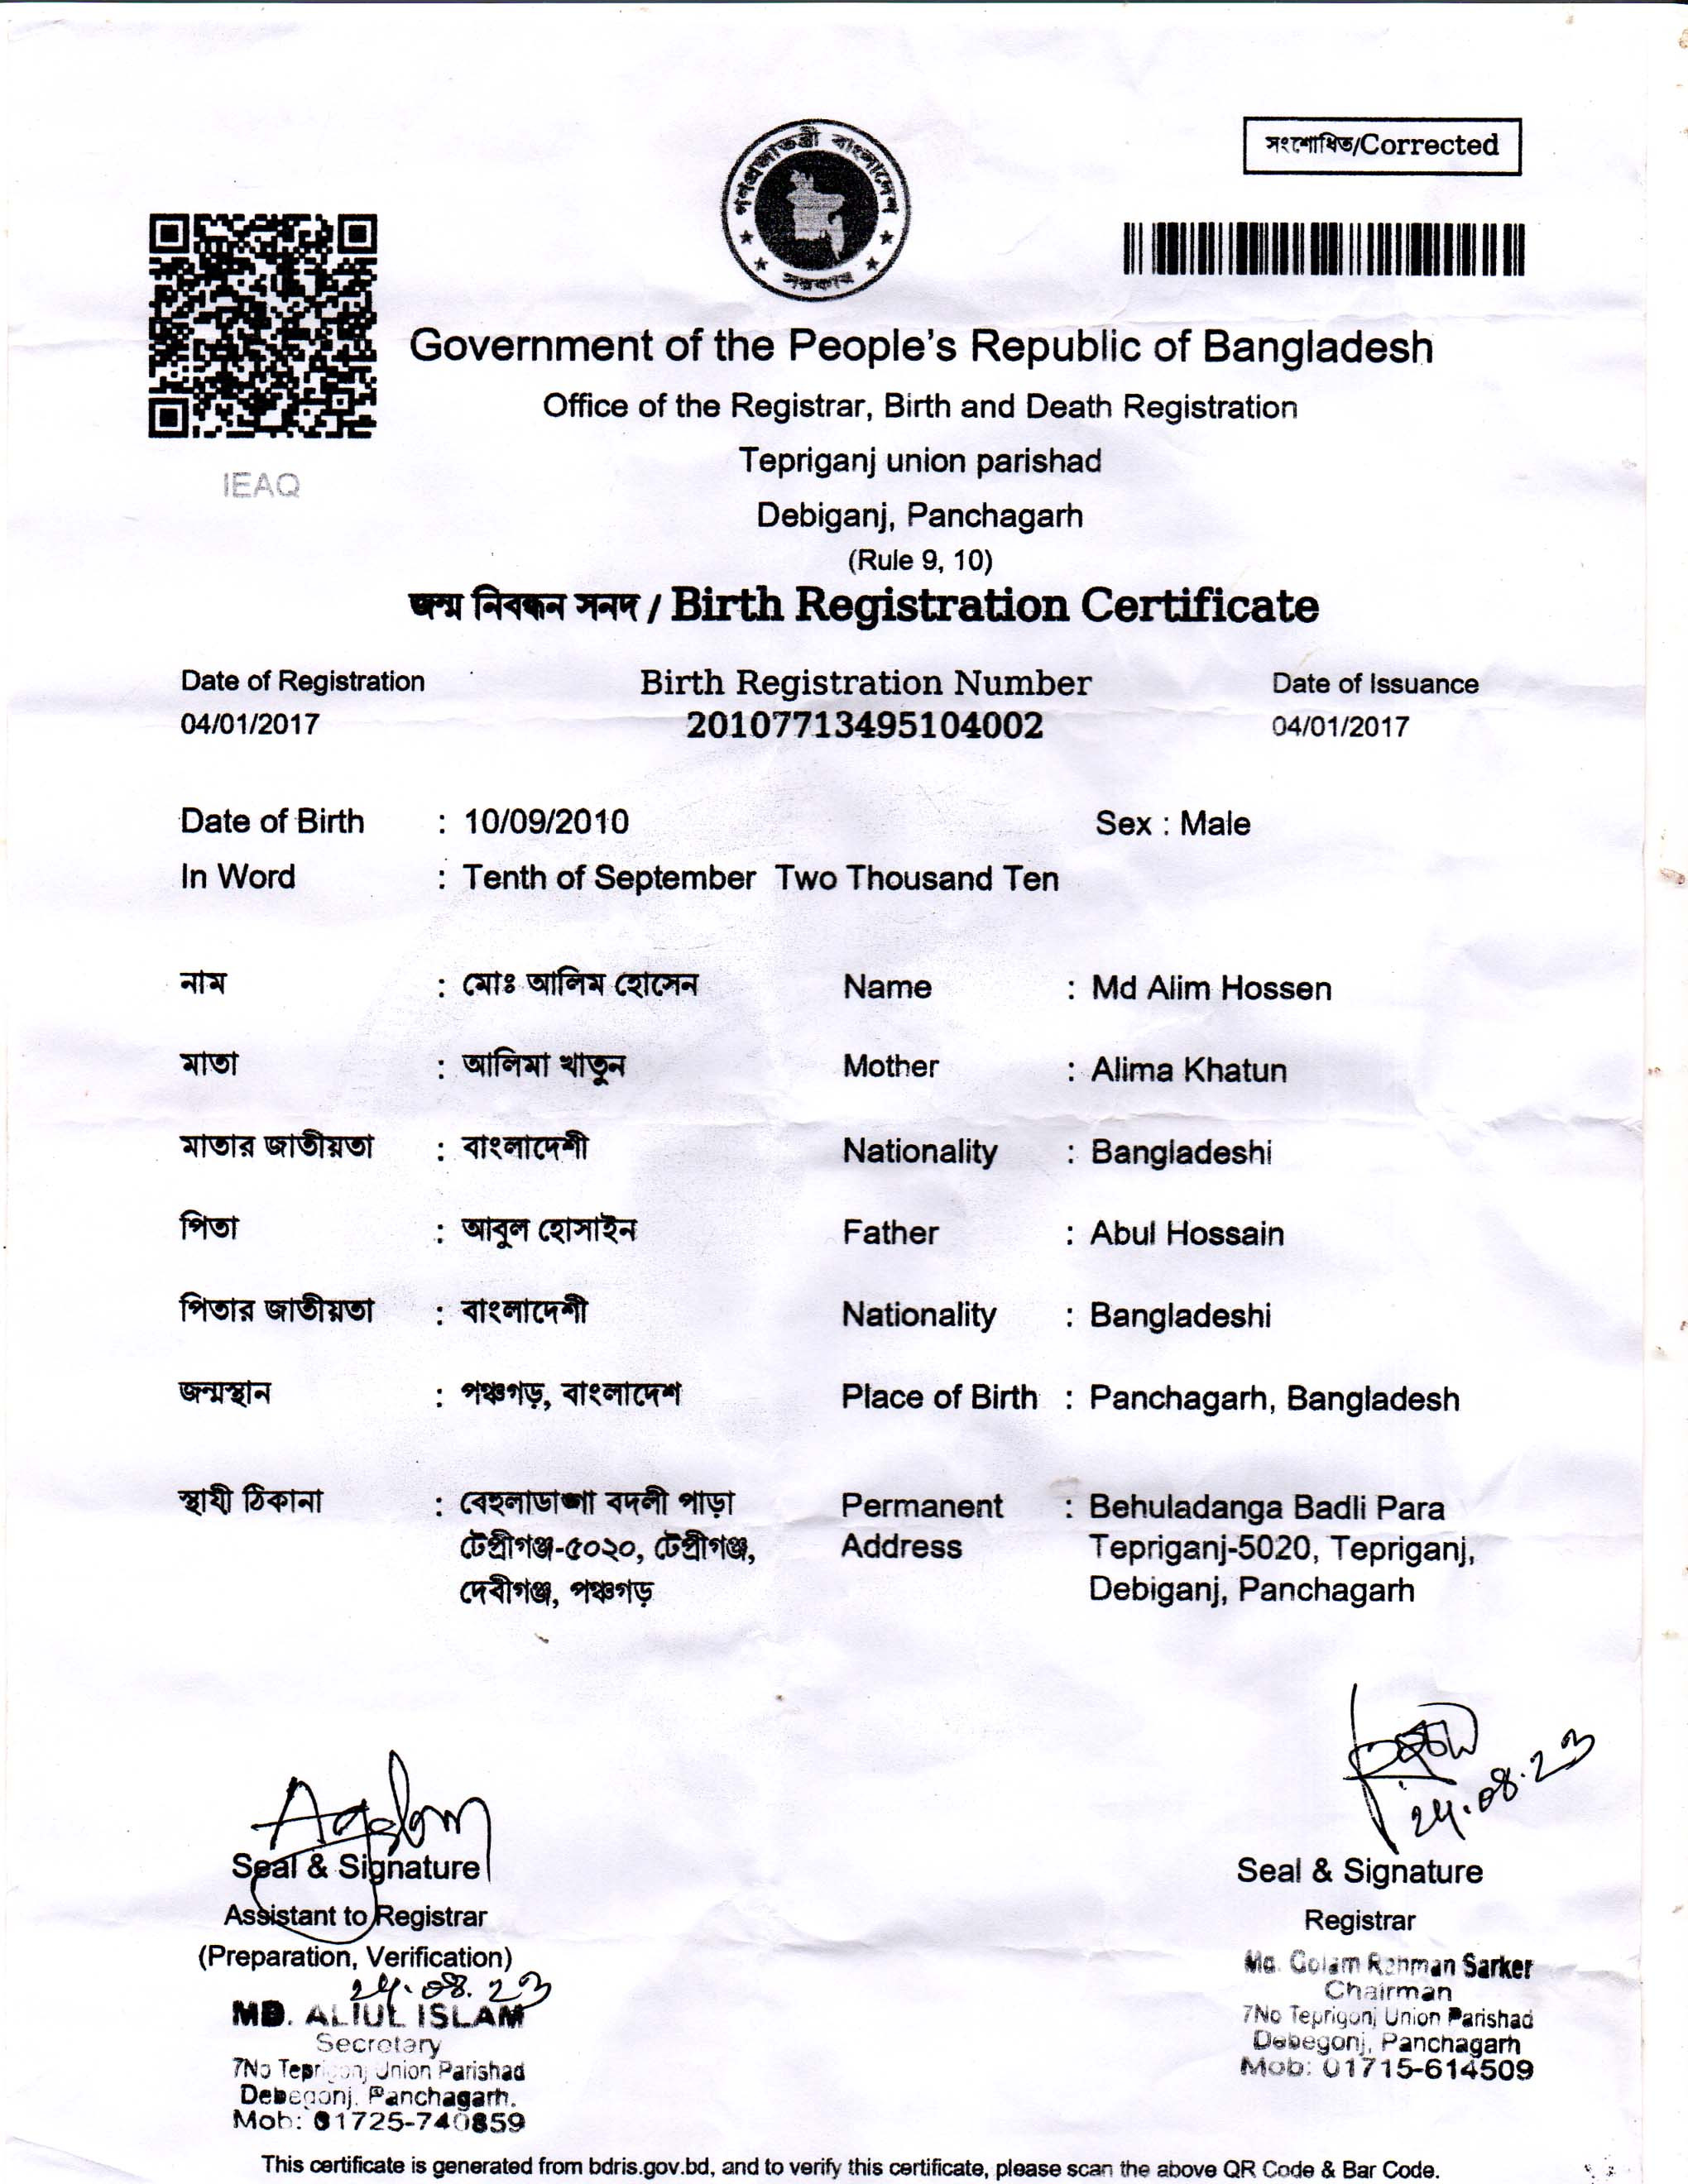 সংশোধিত/Corrected
গণপ্রজাতন্ত্রী বাংলাদেশ
সরকার
IEAQ
Government of the People's Republic of Bangladesh
Office of the Registrar, Birth and Death Registration
Tepriganj union parishad
Debiganj, Panchagarh
(Rule 9, 10)
জন্ম নিবন্ধন সনদ / Birth Registration Certificate
Date of Registration Birth Registration Number Date of Issuance
04/01/2017 20107713495104002 04/01/2017
Date of Birth : 10/09/2010 Sex : Male
In Word : Tenth of September Two Thousand Ten
নাম : মোঃ আলিম হোসেন Name : Md Alim Hossen
মাতা : আলিমা খাতুন Mother : Alima Khatun
মাতার জাতীয়তা : বাংলাদেশী Nationality : Bangladeshi
পিতা : আবুল হোসাইন Father : Abul Hossain
পিতার জাতীয়তা : বাংলাদেশী Nationality : Bangladeshi
জন্মস্থান : পঞ্চগড়, বাংলাদেশ Place of Birth : Panchagarh, Bangladesh
স্থায়ী ঠিকানা : বেহুলাডাঙ্গা বদলী পাড়া Permanent : Behuladanga Badli Para
টেপ্রীগঞ্জ-৫০২০, টেপ্রীগঞ্জ, Address Tepriganj-5020, Tepriganj,
দেবীগঞ্জ, পঞ্চগড় Debiganj, Panchagarh
24.08.23
Seal & Signature Seal & Signature
Assistant to Registrar Registrar
(Preparation, Verification)
24.08.23
MD. ALIUL ISLAM
Secretary
7No Teprigonj Union Parishad
Debegonj, Panchagarh.
Mob: 01725-740859
Md. Golam Rahman Sarker
Chairman
7No Teprigonj Union Parishad
Debegonj, Panchagarh
Mob: 01715-614509
This certificate is generated from bdris.gov.bd, and to verify this certificate, please scan the above QR Code & Bar Code.